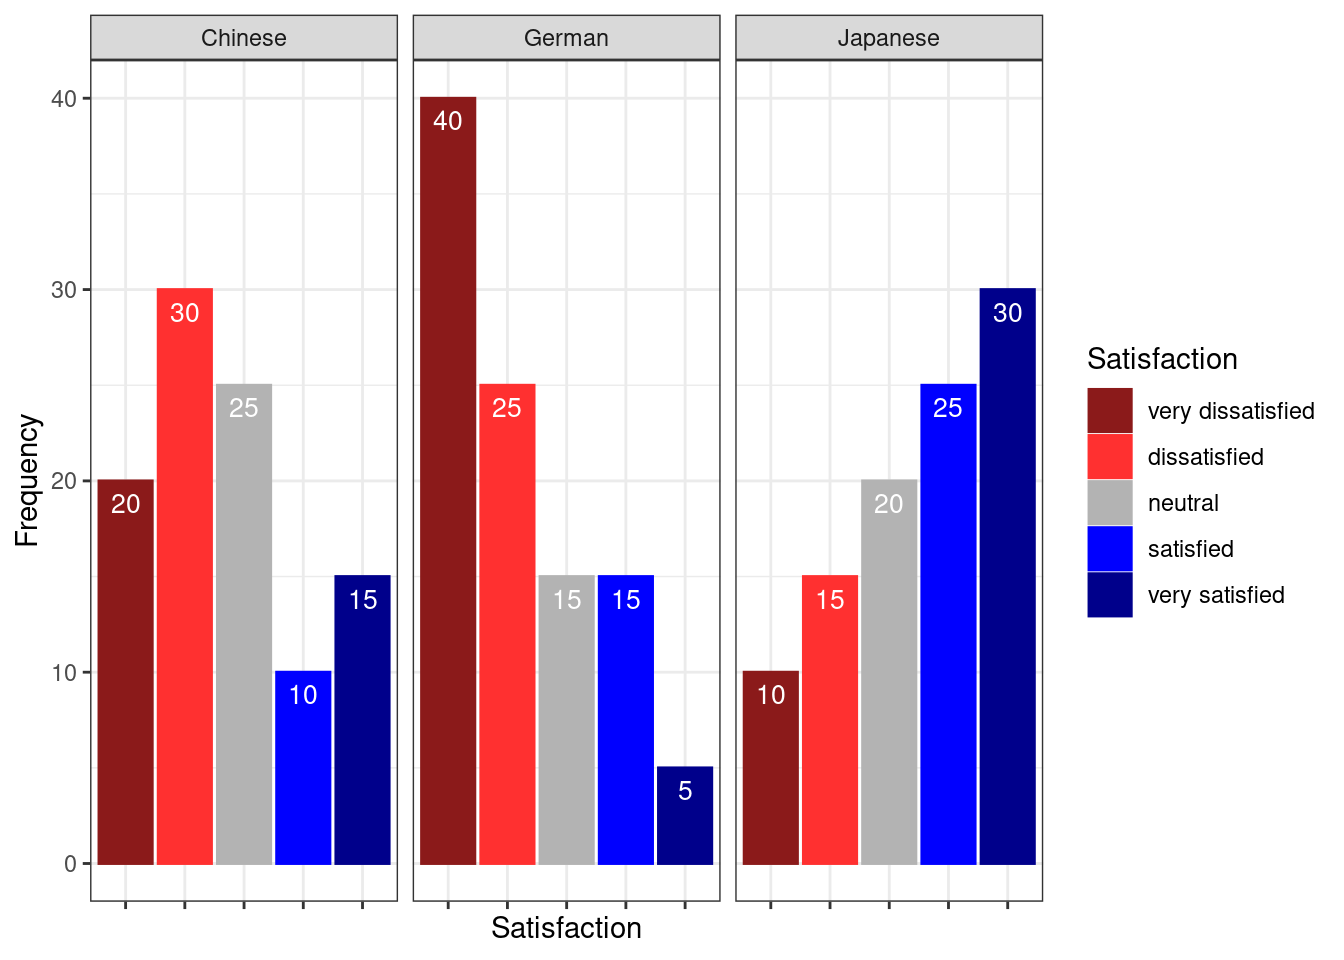 Chinese
German
Japanese
Frequency
40
30
20
10
0
20
30
25
10
15
40
25
15
15
5
10
15
20
25
30
Satisfaction
Satisfaction
very dissatisfied
dissatisfied
neutral
satisfied
very satisfied